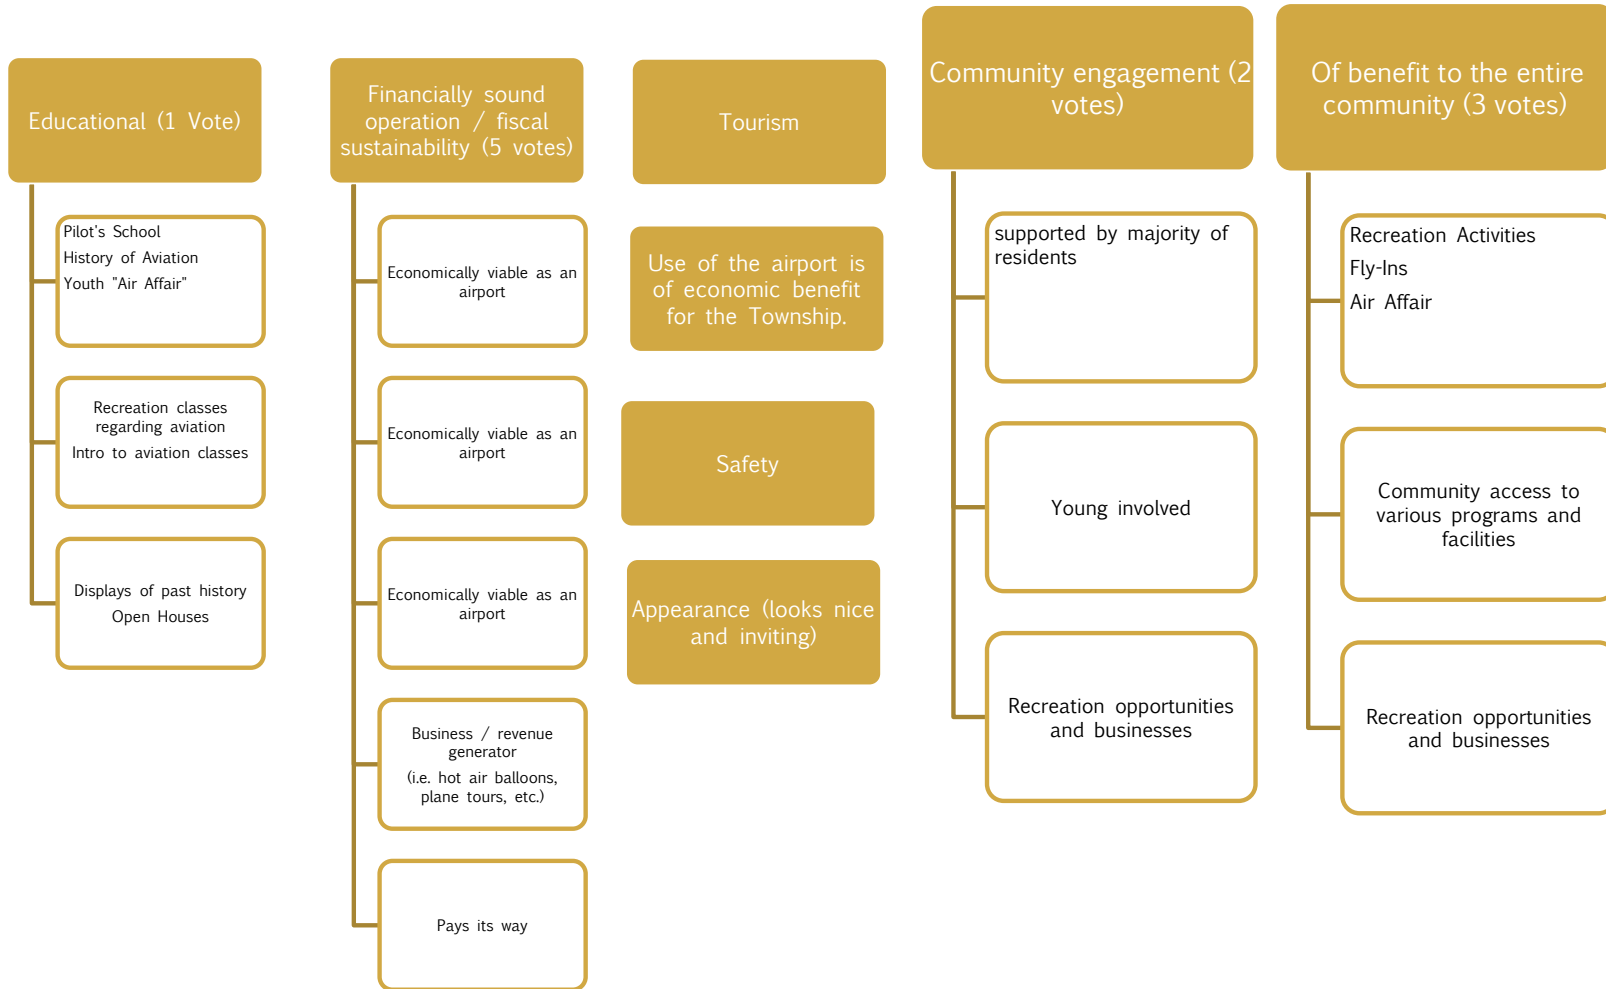 Educational (1 Vote)
Pilot's School
History of Aviation
Youth "Air Affair"
Recreation classes
regarding aviation
Intro to aviation classes
Displays of past history
Open Houses
Financially sound
operation / fiscal
sustainability (5 votes)
Economically viable as an
airport
Economically viable as an
airport
Economically viable as an
airport
Business / revenue
generator
(i.e. hot air balloons,
plane tours, etc.)
Pays its way
Tourism
Use of the airport is
of economic benefit
for the Township.
Safety
Appearance (looks nice
and inviting)
Community engagement (2
votes)
supported by majority of
residents
Young involved
Recreation opportunities
and businesses
Of benefit to the entire
community (3 votes)
Recreation Activities
Fly-Ins
Air Affair
Community access to
various programs and
facilities
Recreation opportunities
and businesses